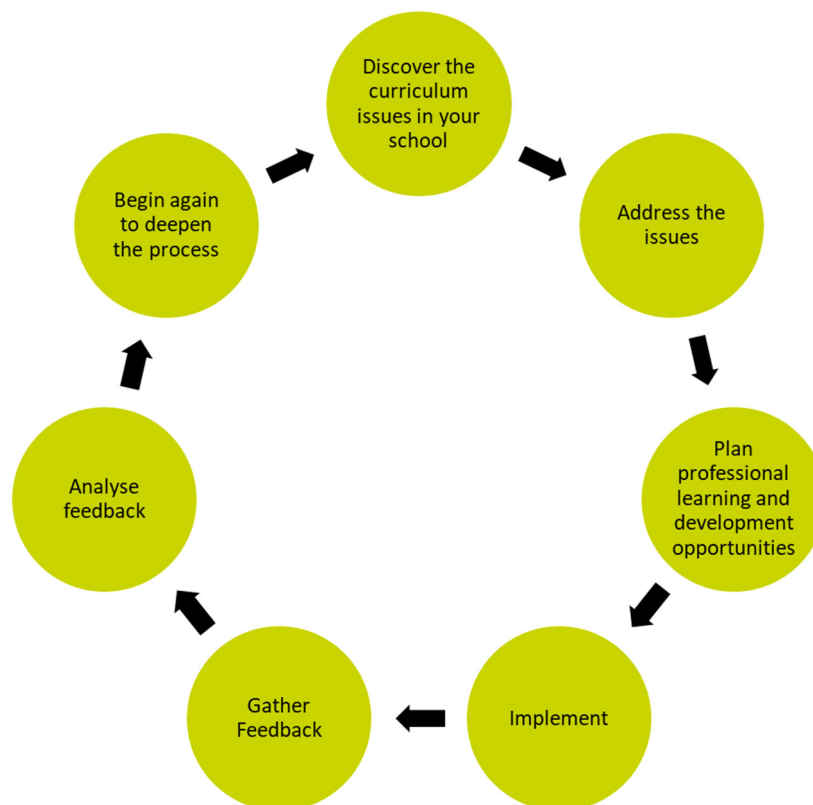 Discover the
curriculum
issues in your
school
Address the
issues
Plan
professional
learning and
development
opportunities
Implement
Gather
Feedback
Analyse
feedback
Begin again
to deepen
the process